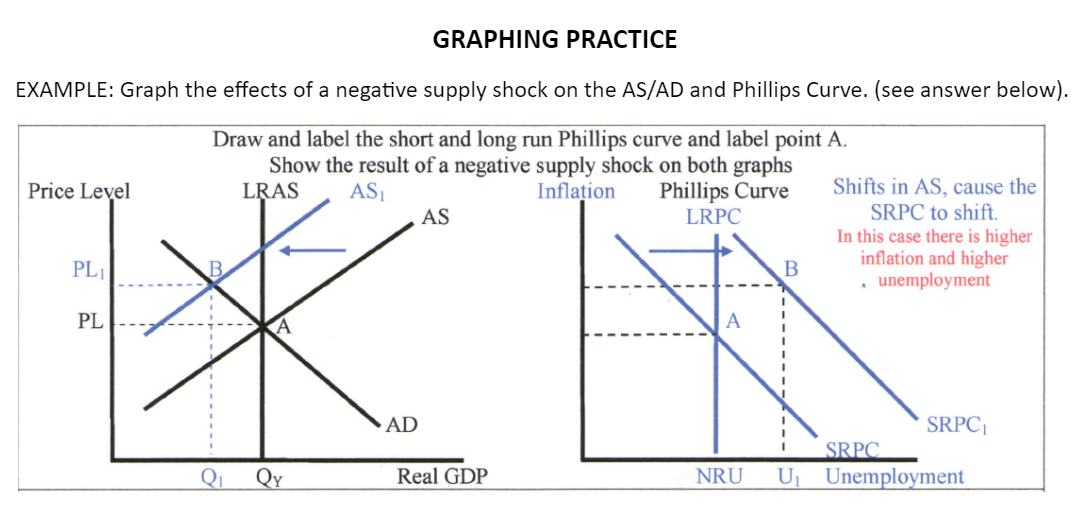 GRAPHING PRACTICE
EXAMPLE: Graph the effects of a negative supply shock on the AS/AD and Phillips Curve. (see answer below).
Draw and label the short and long run Phillips curve and label point A.
Show the result of a negative supply shock on both graphs
Price Level
LRAS
AS1
AS
PL1
B
PL
A
AD
Q1
QY
Real GDP
Inflation
Phillips Curve
LRPC
B
A
SRPC1
SRPC
NRU
U1
Unemployment
Shifts in AS, cause the
SRPC to shift.
In this case there is higher
inflation and higher
unemployment